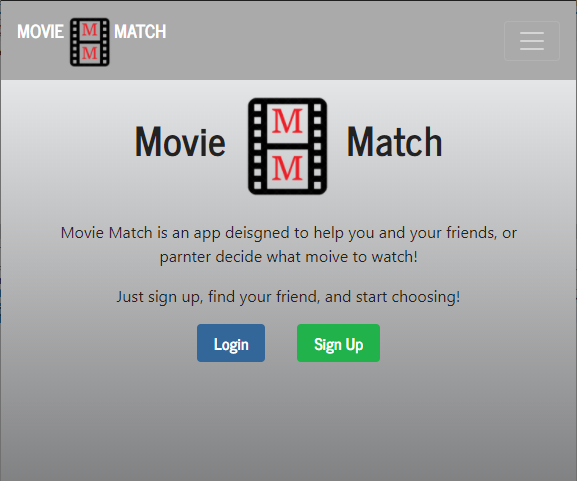 MOVIE M M MATCH
Movie M M Match
Movie Match is an app deisgned to help you and your friends, or
parnter decide what moive to watch!
Just sign up, find your friend, and start choosing!
Login Sign Up